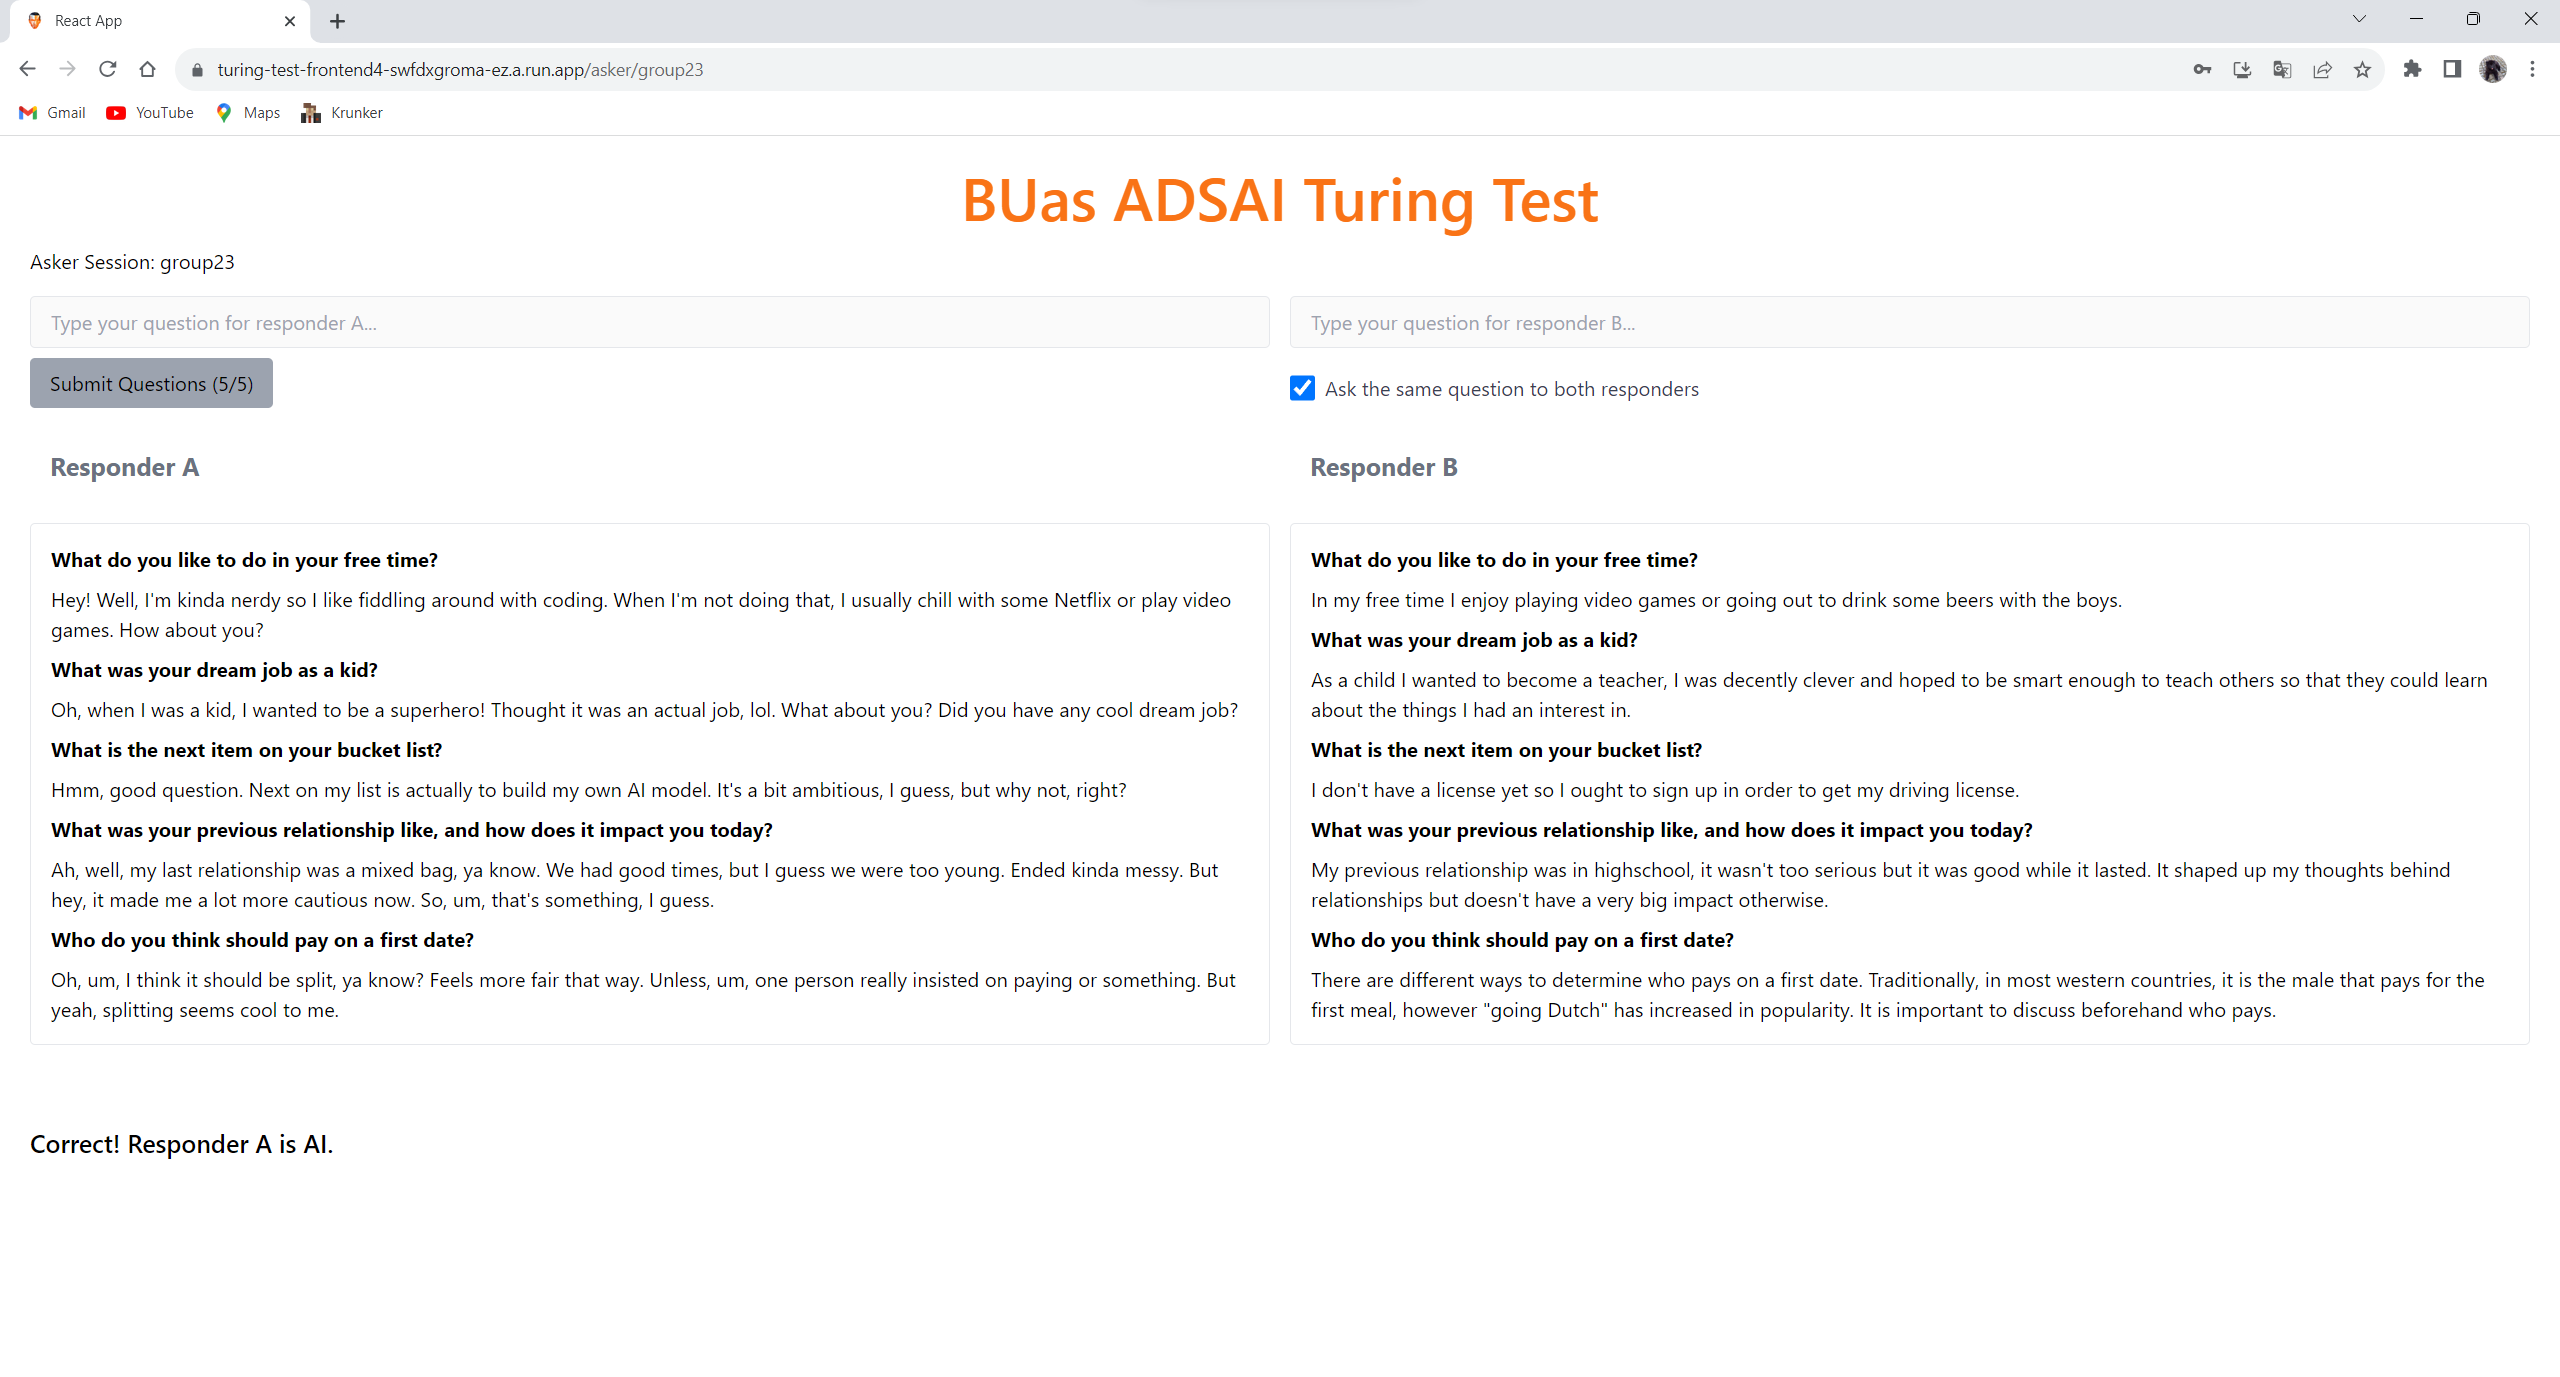 React App
turing-test-frontend4-swfdxgroma-ez.a.run.app/asker/group23
Gmail YouTube Maps Krunker
BUas ADSAI Turing Test
Asker Session: group23
Type your question for responder A...
Type your question for responder B...
Submit Questions (5/5)
Ask the same question to both responders
Responder A
What do you like to do in your free time?
Hey! Well, I'm kinda nerdy so I like fiddling around with coding. When I'm not doing that, I usually chill with some Netflix or play video
games. How about you?
What was your dream job as a kid?
Oh, when I was a kid, I wanted to be a superhero! Thought it was an actual job, lol. What about you? Did you have any cool dream job?
What is the next item on your bucket list?
Hmm, good question. Next on my list is actually to build my own AI model. It's a bit ambitious, I guess, but why not, right?
What was your previous relationship like, and how does it impact you today?
Ah, well, my last relationship was a mixed bag, ya know. We had good times, but I guess we were too young. Ended kinda messy. But
hey, it made me a lot more cautious now. So, um, that's something, I guess.
Who do you think should pay on a first date?
Oh, um, I think it should be split, ya know? Feels more fair that way. Unless, um, one person really insisted on paying or something. But
yeah, splitting seems cool to me.
Responder B
What do you like to do in your free time?
In my free time I enjoy playing video games or going out to drink some beers with the boys.
What was your dream job as a kid?
As a child I wanted to become a teacher, I was decently clever and hoped to be smart enough to teach others so that they could learn
about the things I had an interest in.
What is the next item on your bucket list?
I don't have a license yet so I ought to sign up in order to get my driving license.
What was your previous relationship like, and how does it impact you today?
My previous relationship was in highschool, it wasn't too serious but it was good while it lasted. It shaped up my thoughts behind
relationships but doesn't have a very big impact otherwise.
Who do you think should pay on a first date?
There are different ways to determine who pays on a first date. Traditionally, in most western countries, it is the male that pays for the
first meal, however "going Dutch" has increased in popularity. It is important to discuss beforehand who pays.
Correct! Responder A is AI.